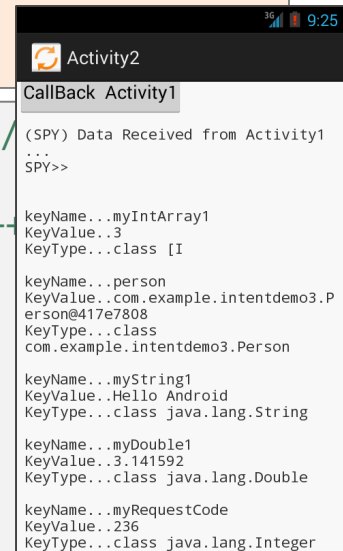 3G 9:25
Activity2
CallBack Activity1
(SPY) Data Received from Activity1
...
SPY>>
keyName...myIntArray1
KeyValue..3
KeyType...class [I
keyName...person
KeyValue..com.example.intentdemo3.P
erson@417e7808
KeyType...class
com.example.intentdemo3.Person
keyName...myString1
KeyValue..Hello Android
KeyType...class java.lang.String
keyName...myDouble1
KeyValue..3.141592
KeyType...class java.lang.Double
keyName...myRequestCode
KeyValue..236
KeyType...class java.lang.Integer